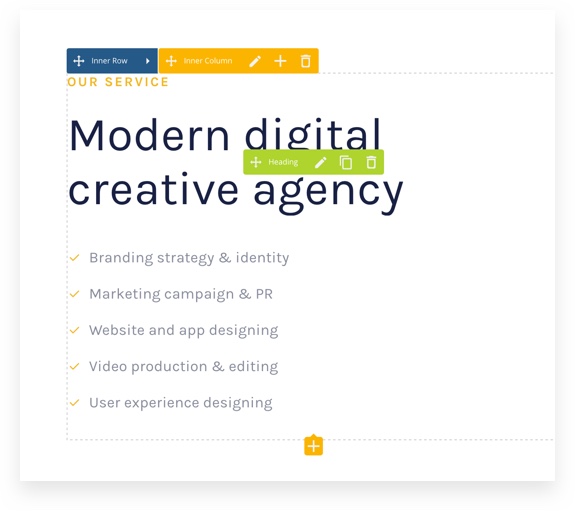 Inner Row
Inner Column
OUR SERVICE
Modern digital
Heading
creative agency
Branding strategy & identity
Marketing campaign & PR
Website and app designing
Video production & editing
User experience designing